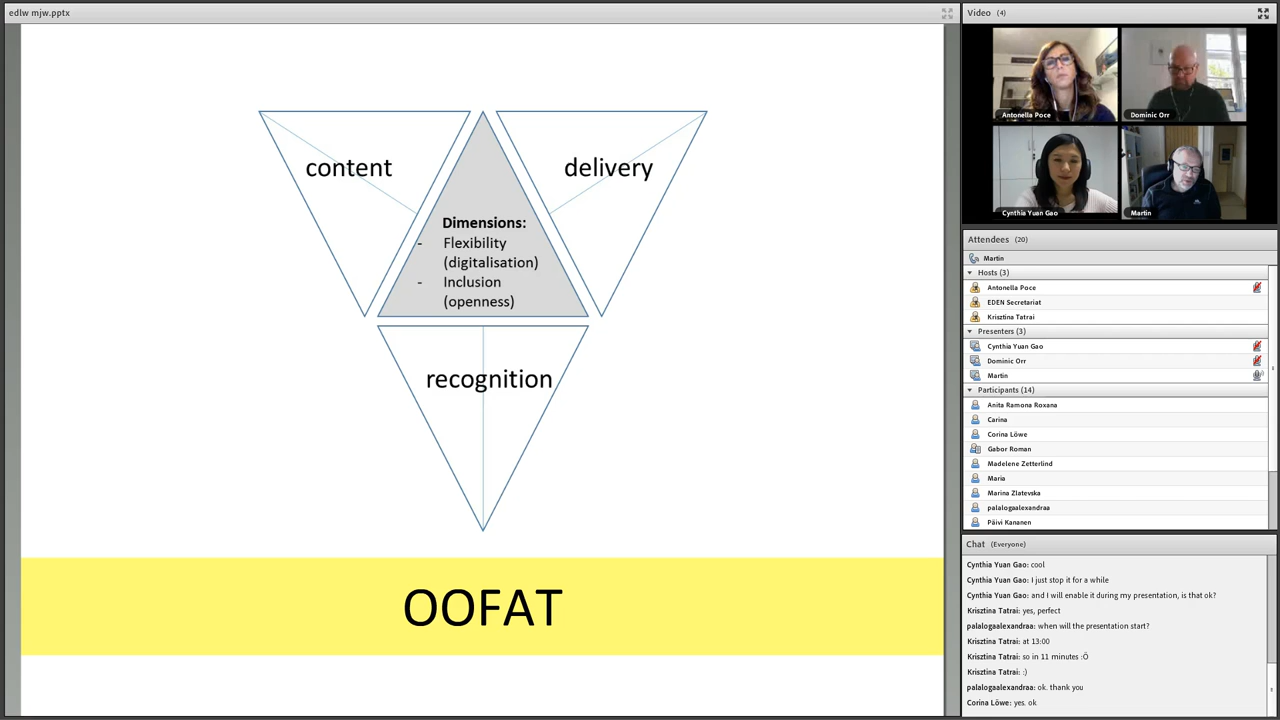 edlw mjw.pptx
content
delivery
Dimensions:
- Flexibility
(digitalisation)
- Inclusion
(openness)
recognition
OOFAT
Video (4)
Antonella Poce
Dominic Orr
Cynthia Yuan Gao
Martin
Attendees (20)
Martin
Hosts (3)
Antonella Poce
EDEN Secretariat
Krisztina Tatrai
Presenters (3)
Cynthia Yuan Gao
Dominic Orr
Martin
Participants (14)
Anita Ramona Roxana
Carina
Corina Löwe
Gabor Roman
Madelene Zetterlind
Maria
Marina Zlatevska
palalogaalexandraa
Päivi Kananen
Chat (Everyone)
Cynthia Yuan Gao: cool
Cynthia Yuan Gao: I just stop it for a while
Cynthia Yuan Gao: and I will enable it during my presentation, is that ok?
Krisztina Tatrai: yes, perfect
palalogaalexandraa: when will the presentation start?
Krisztina Tatrai: at 13:00
Krisztina Tatrai: so in 11 minutes :Ö
Krisztina Tatrai: :)
palalogaalexandraa: ok. thank you
Corina Löwe: yes. ok